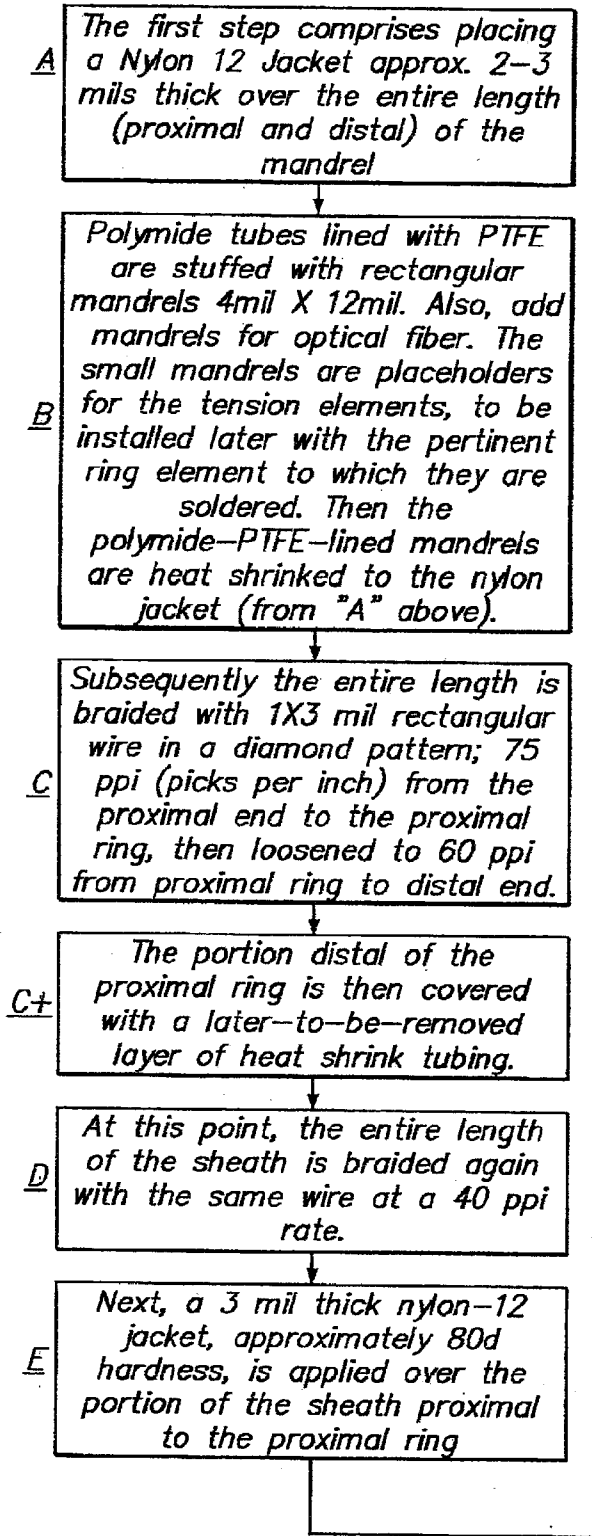 A
The first step comprises placing
a Nylon 12 Jacket approx. 2-3
mils thick over the entire length
(proximal and distal) of the
mandrel
B
Polymide tubes lined with PTFE
are stuffed with rectangular
mandrels 4mil X 12mil. Also, add
mandrels for optical fiber. The
small mandrels are placeholders
for the tension elements, to be
installed later with the pertinent
ring element to which they are
soldered. Then the
polymide-PTFE-lined mandrels
are heat shrinked to the nylon
jacket (from "A" above).
C
Subsequently the entire length is
braided with 1X3 mil rectangular
wire in a diamond pattern; 75
ppi (picks per inch) from the
proximal end to the proximal
ring, then loosened to 60 ppi
from proximal ring to distal end.
C+
The portion distal of the
proximal ring is then covered
with a later-to-be-removed
layer of heat shrink tubing.
D
At this point, the entire length
of the sheath is braided again
with the same wire at a 40 ppi
rate.
E
Next, a 3 mil thick nylon-12
jacket, approximately 80d
hardness, is applied over the
portion of the sheath proximal
to the proximal ring